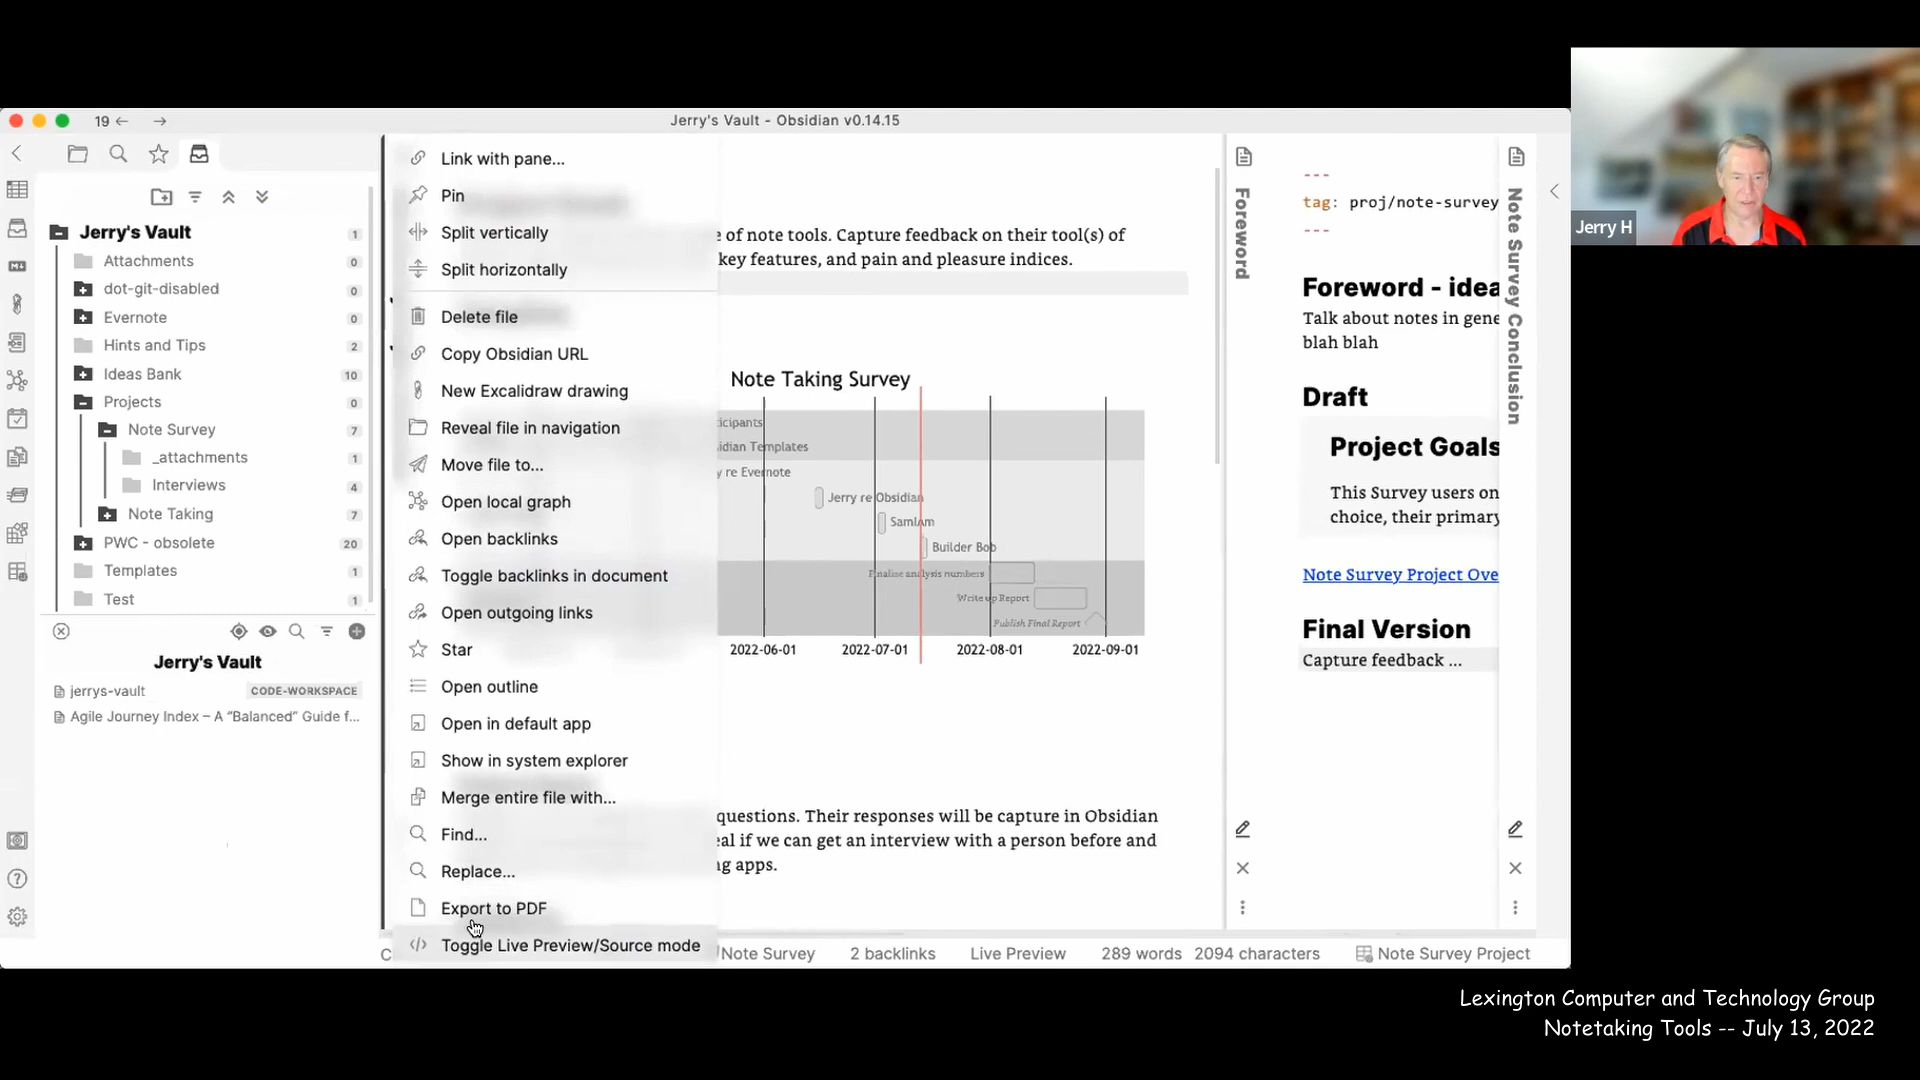 19
Jerry's Vault - Obsidian v0.14.15
Jerry's Vault 1
Attachments 0
dot-git-disabled 0
Evernote 0
Hints and Tips 2
Ideas Bank 10
Projects 0
Note Survey 7
_attachments 1
Interviews 4
Note Taking 7
PWC - obsolete 20
Templates 1
Test 1
Jerry's Vault
jerrys-vault CODE-WORKSPACE
Agile Journey Index – A “Balanced” Guide f...
Link with pane...
Pin
Split vertically
Split horizontally
Delete file
Copy Obsidian URL
New Excalidraw drawing
Reveal file in navigation
Move file to...
Open local graph
Open backlinks
Toggle backlinks in document
Open outgoing links
Star
Open outline
Open in default app
Show in system explorer
Merge entire file with...
Find...
Replace...
Export to PDF
Toggle Live Preview/Source mode
of note tools. Capture feedback on their tool(s) of
key features, and pain and pleasure indices.
Note Taking Survey
Templates
re Evernote
Jerry re Obsidian
SamIAm
Builder Bob
Finalise analysis numbers
Write up Report
Publish Final Report
2022-06-01 2022-07-01 2022-08-01 2022-09-01
questions. Their responses will be capture in Obsidian
if we can get an interview with a person before and
apps.
Foreword
---
tag: proj/note-survey
---
Foreword - idea
Talk about notes in gene
blah blah
Draft
Project Goals
This Survey users on
choice, their primary
Note Survey Project Ove
Final Version
Capture feedback ...
Note Survey Conclusion
Note Survey 2 backlinks Live Preview 289 words 2094 characters Note Survey Project
Jerry H
Lexington Computer and Technology Group
Notetaking Tools -- July 13, 2022